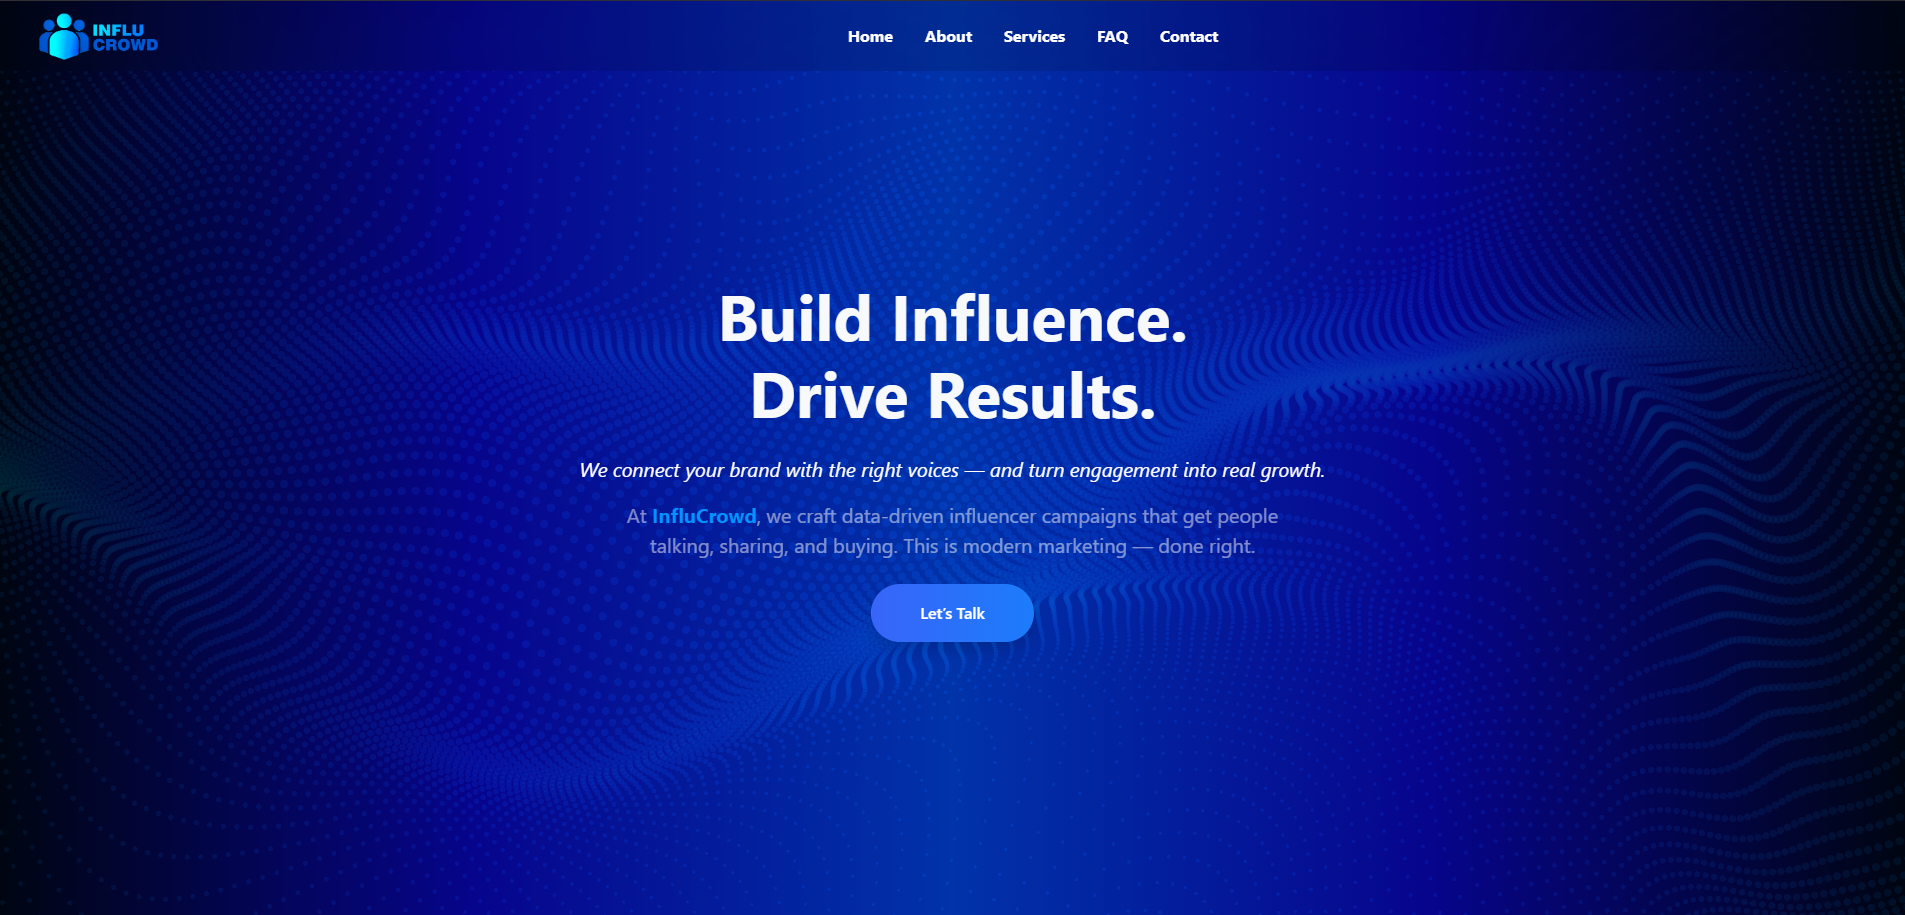 INFLU
CROWD
Home About Services FAQ Contact
Build Influence.
Drive Results.
We connect your brand with the right voices — and turn engagement into real growth.
At InfluCrowd, we craft data-driven influencer campaigns that get people
talking, sharing, and buying. This is modern marketing — done right.
Let’s Talk